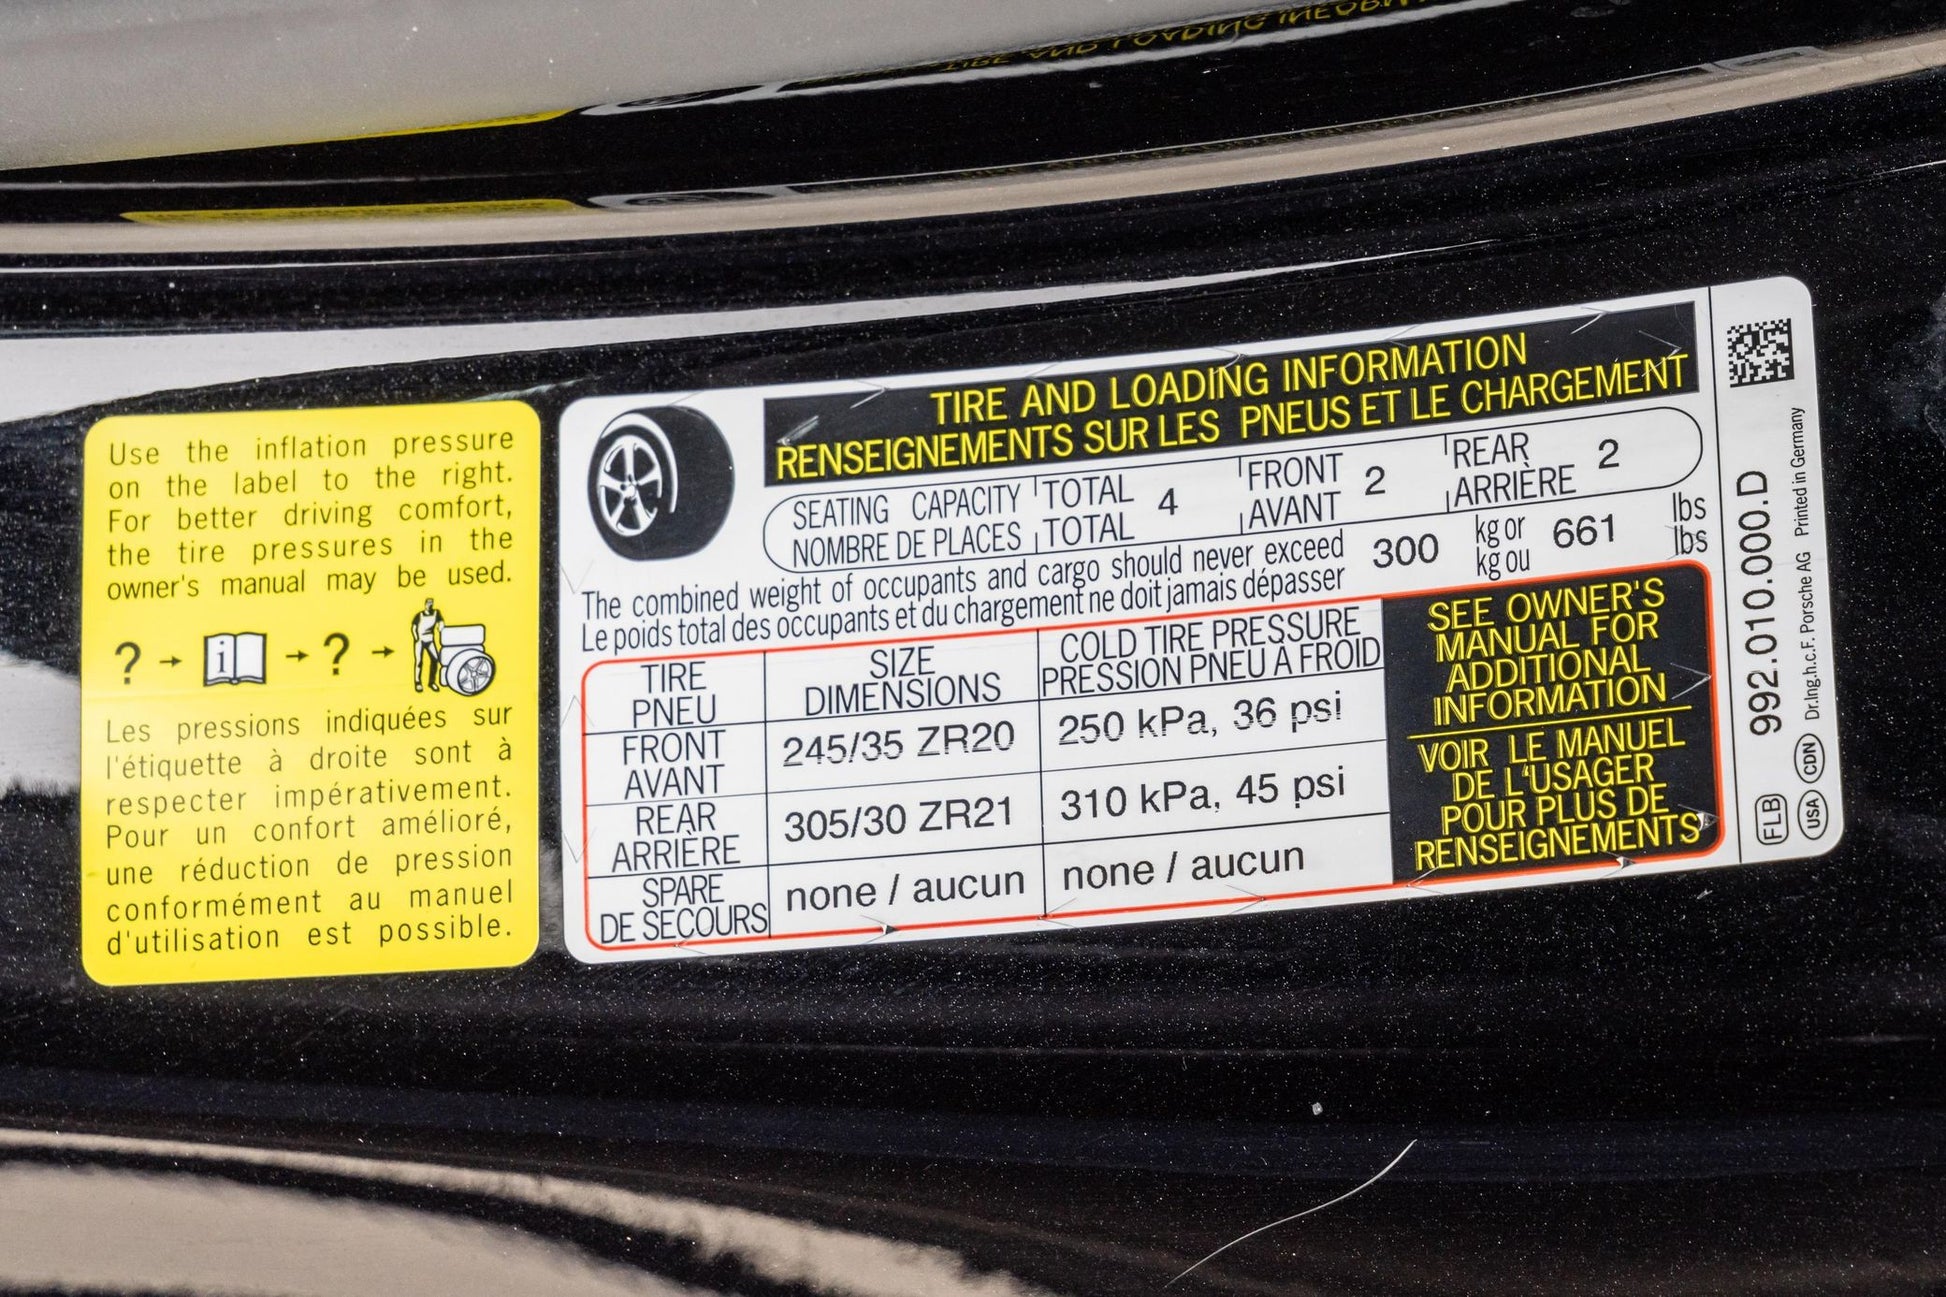 Use the inflation pressure
on the label to the right.
For better driving comfort,
the tire pressures in the
owner's manual may be used.
? → i → ? →
Les pressions indiquées sur
l'étiquette à droite sont à
respecter impérativement.
Pour un confort amélioré,
une réduction de pression
conformément au manuel
d'utilisation est possible.
TIRE AND LOADING INFORMATION
RENSEIGNEMENTS SUR LES PNEUS ET LE CHARGEMENT
SEATING CAPACITY TOTAL 4 FRONT 2 REAR 2
NOMBRE DE PLACES TOTAL AVANT ARRIÈRE
The combined weight of occupants and cargo should never exceed 300 kg or 661 lbs
Le poids total des occupants et du chargement ne doit jamais dépasser kg ou lbs
TIRE SIZE COLD TIRE PRESSURE
PNEU DIMENSIONS PRESSION PNEU A FROID
FRONT 245/35 ZR20 250 kPa, 36 psi
AVANT
REAR 305/30 ZR21 310 kPa, 45 psi
ARRIÈRE
SPARE none / aucun none / aucun
DE SECOURS
SEE OWNER'S
MANUAL FOR
ADDITIONAL
INFORMATION
VOIR LE MANUEL
DE L'USAGER
POUR PLUS DE
RENSEIGNEMENTS
FLB 992.010.000.D
USA CDN Dr.Ing.h.c.F. Porsche AG Printed in Germany